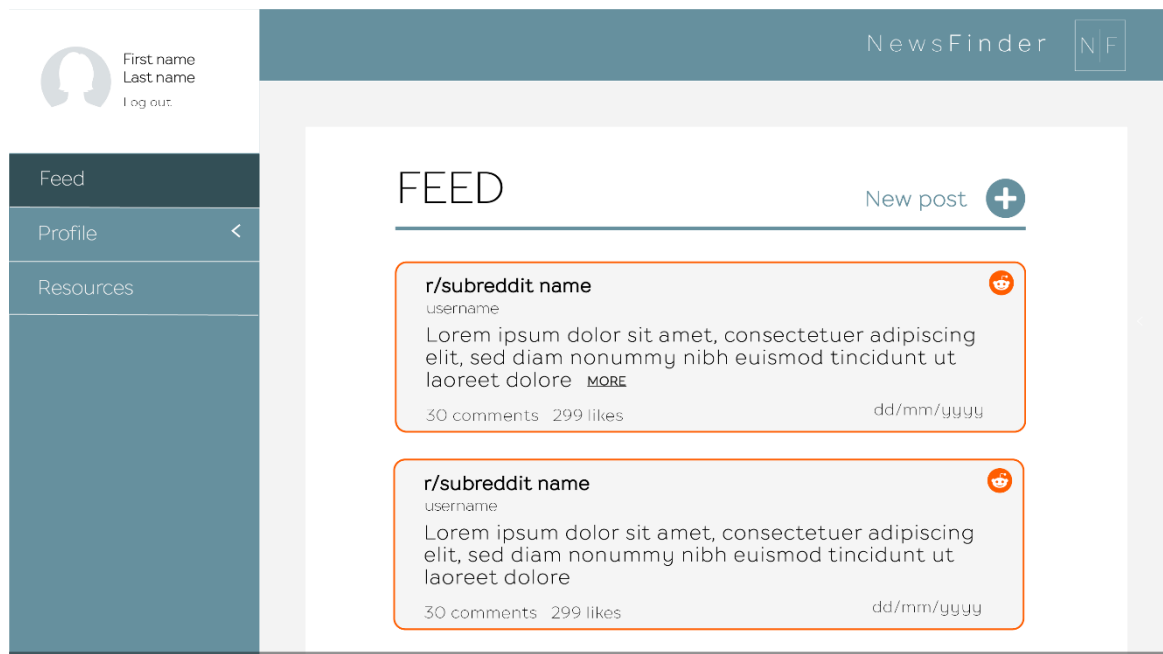 First name
Last name
Log out
NewsFinder
N|F
Feed
Profile
Resources
FEED
New post
r/subreddit name
username
Lorem ipsum dolor sit amet, consectetuer adipiscing
elit, sed diam nonummy nibh euismod tincidunt ut
laoreet dolore MORE
30 comments 299 likes
dd/mm/yyyy
r/subreddit name
username
Lorem ipsum dolor sit amet, consectetuer adipiscing
elit, sed diam nonummy nibh euismod tincidunt ut
laoreet dolore
30 comments 299 likes
dd/mm/yyyy